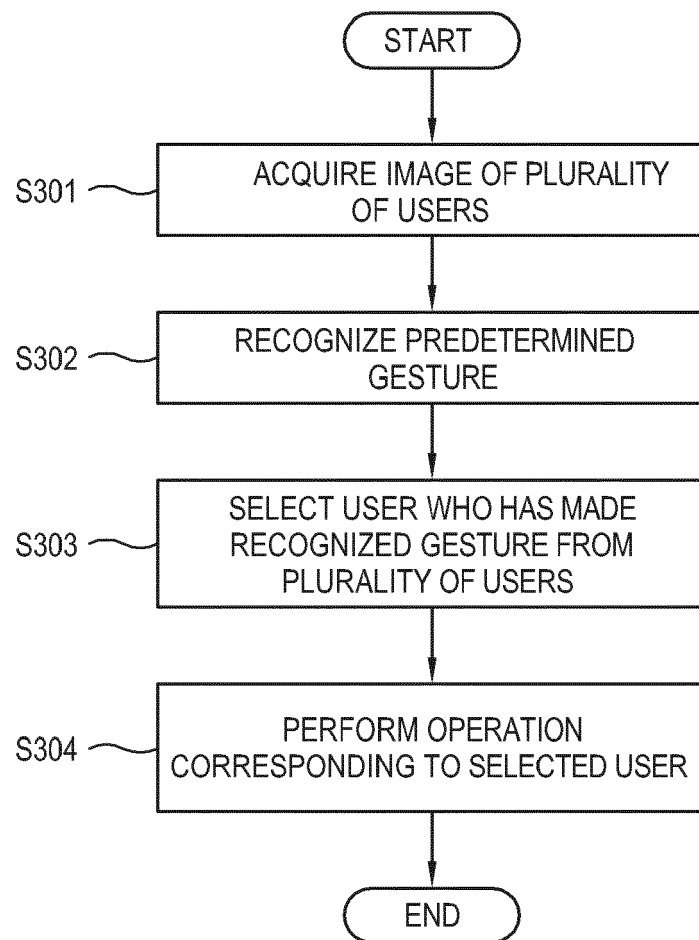 START
S301
ACQUIRE IMAGE OF PLURALITY
OF USERS
S302
RECOGNIZE PREDETERMINED
GESTURE
S303
SELECT USER WHO HAS MADE
RECOGNIZED GESTURE FROM
PLURALITY OF USERS
S304
PERFORM OPERATION
CORRESPONDING TO SELECTED USER
END